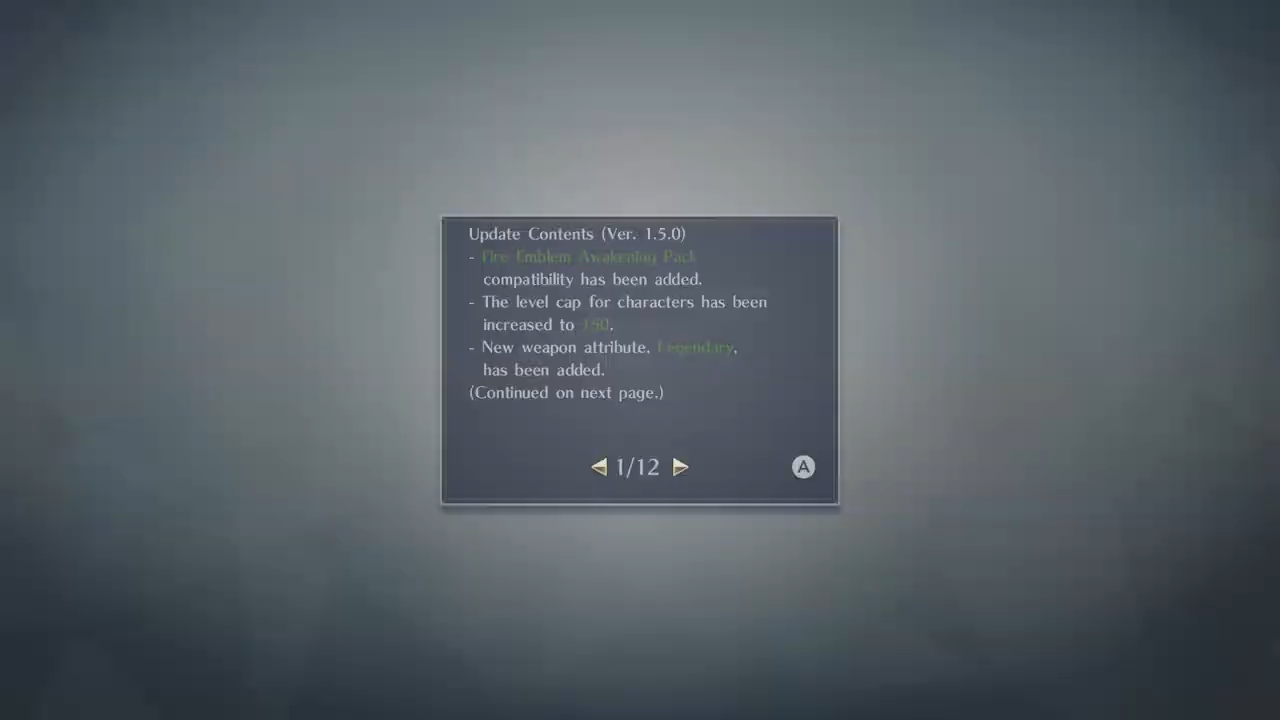 Update Contents (Ver. 1.5.0)
- Fire Emblem Awakening Pack
compatibility has been added.
- The level cap for characters has been
increased to 150.
- New weapon attribute, Legendary,
has been added.
(Continued on next page.)
1/12
A